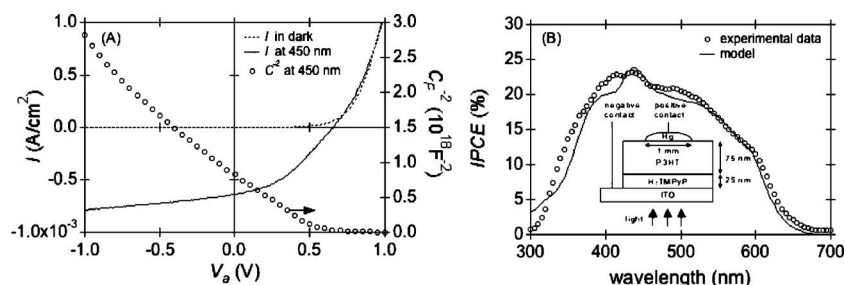 (A)
I in dark
I at 450 nm
C⁻² at 450 nm
1.0
0.5
0.0
-0.5
-1.0x10⁻³
I (A/cm²)
3.0
2.5
2.0
1.5
1.0
0.5
0.0
C_F⁻² (10¹⁸F⁻²)
-1.0 -0.5 0.0 0.5 1.0
V_a (V)
(B)
experimental data
model
30
25
20
15
10
5
0
IPCE (%)
negative contact
positive contact
Hg
1 mm
P3HT
75 nm
H₂TMPyP
25 nm
ITO
light
300 400 500 600 700
wavelength (nm)